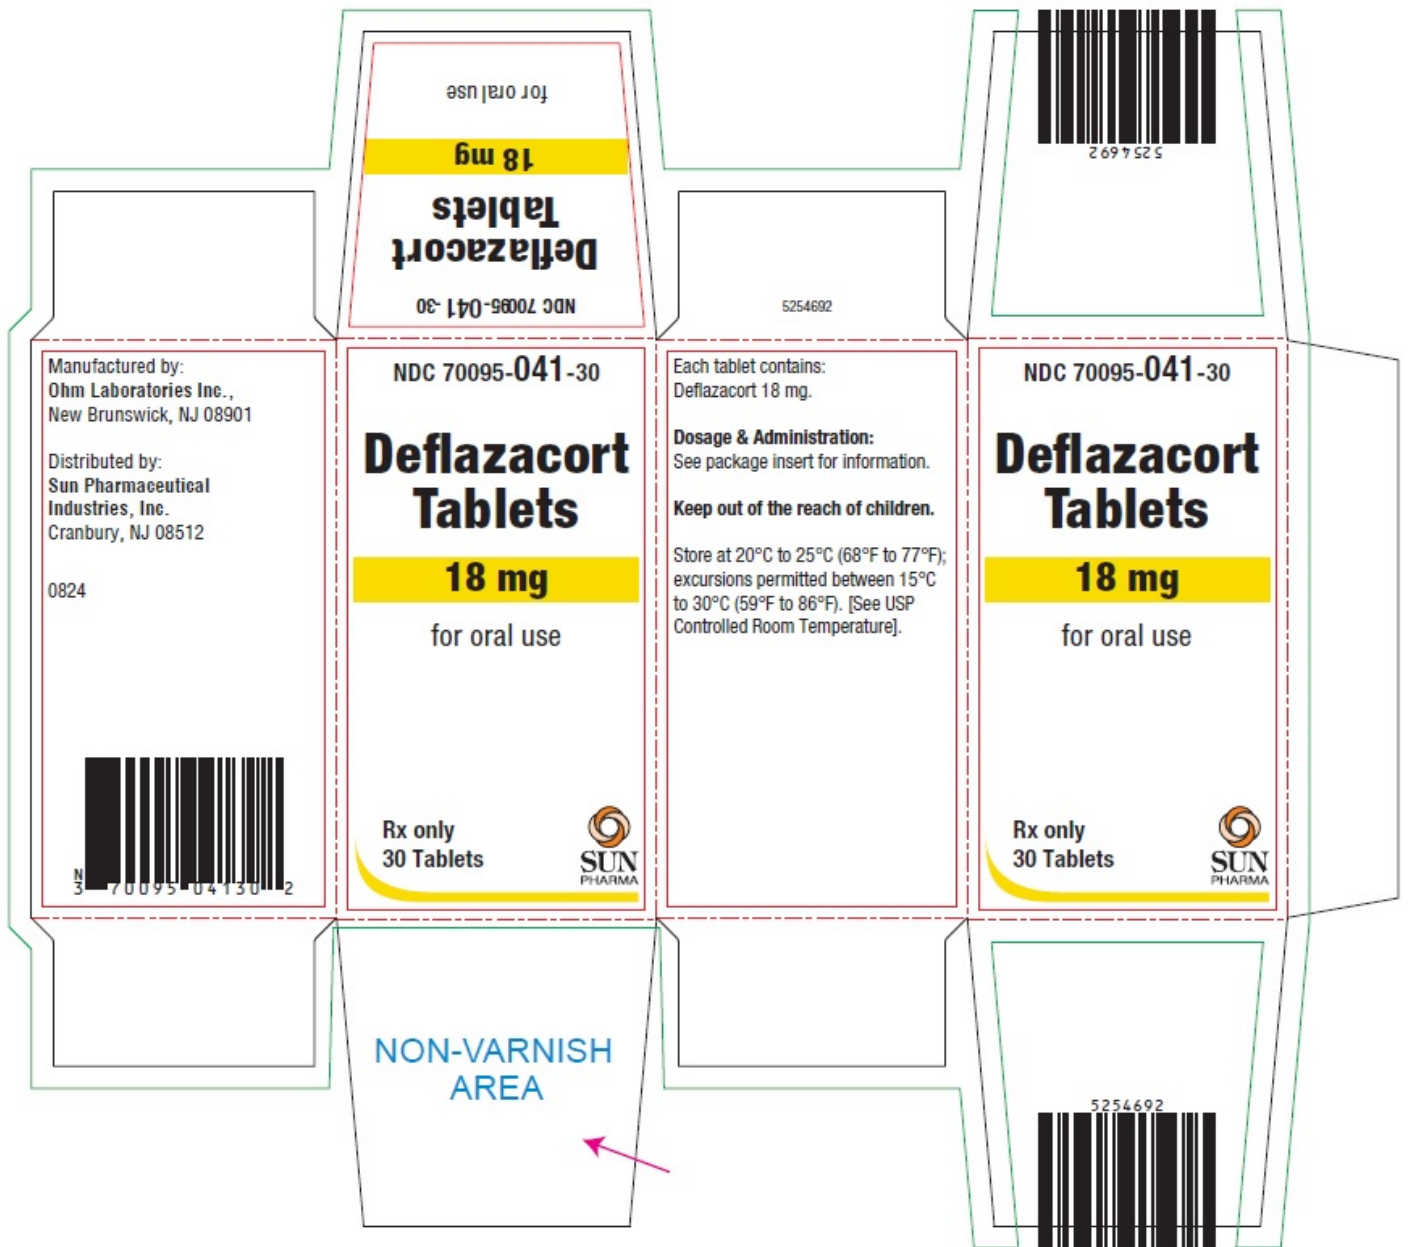 for oral use
18 mg
Deflazacort
Tablets
NDC 70095-041-30
5254692
5254692
Manufactured by:
Ohm Laboratories Inc.,
New Brunswick, NJ 08901
Distributed by:
Sun Pharmaceutical
Industries, Inc.
Cranbury, NJ 08512
0824
N
3 70095 04130 2
NDC 70095-041-30
Deflazacort
Tablets
18 mg
for oral use
Rx only
30 Tablets
SUN
PHARMA
Each tablet contains:
Deflazacort 18 mg.
Dosage & Administration:
See package insert for information.
Keep out of the reach of children.
Store at 20°C to 25°C (68°F to 77°F);
excursions permitted between 15°C
to 30°C (59°F to 86°F). [See USP
Controlled Room Temperature].
NDC 70095-041-30
Deflazacort
Tablets
18 mg
for oral use
Rx only
30 Tablets
SUN
PHARMA
NON-VARNISH
AREA
5254692